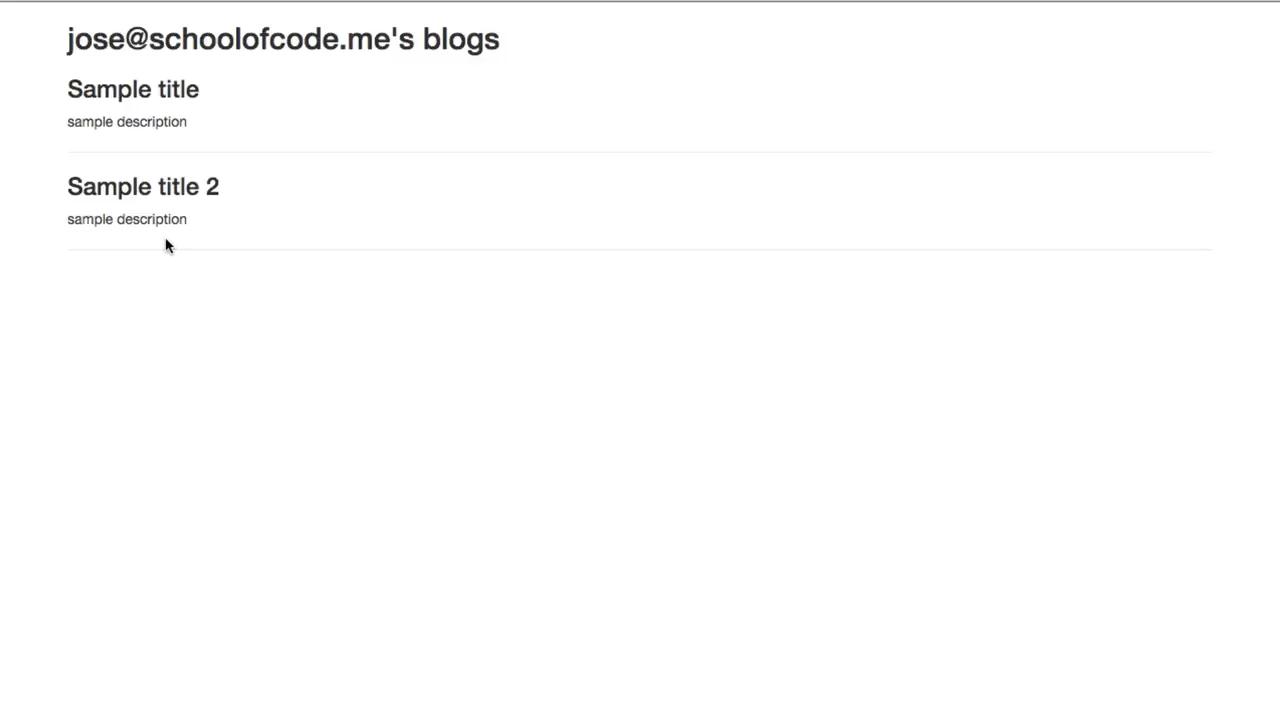 jose@schoolofcode.me's blogs
Sample title
sample description
Sample title 2
sample description